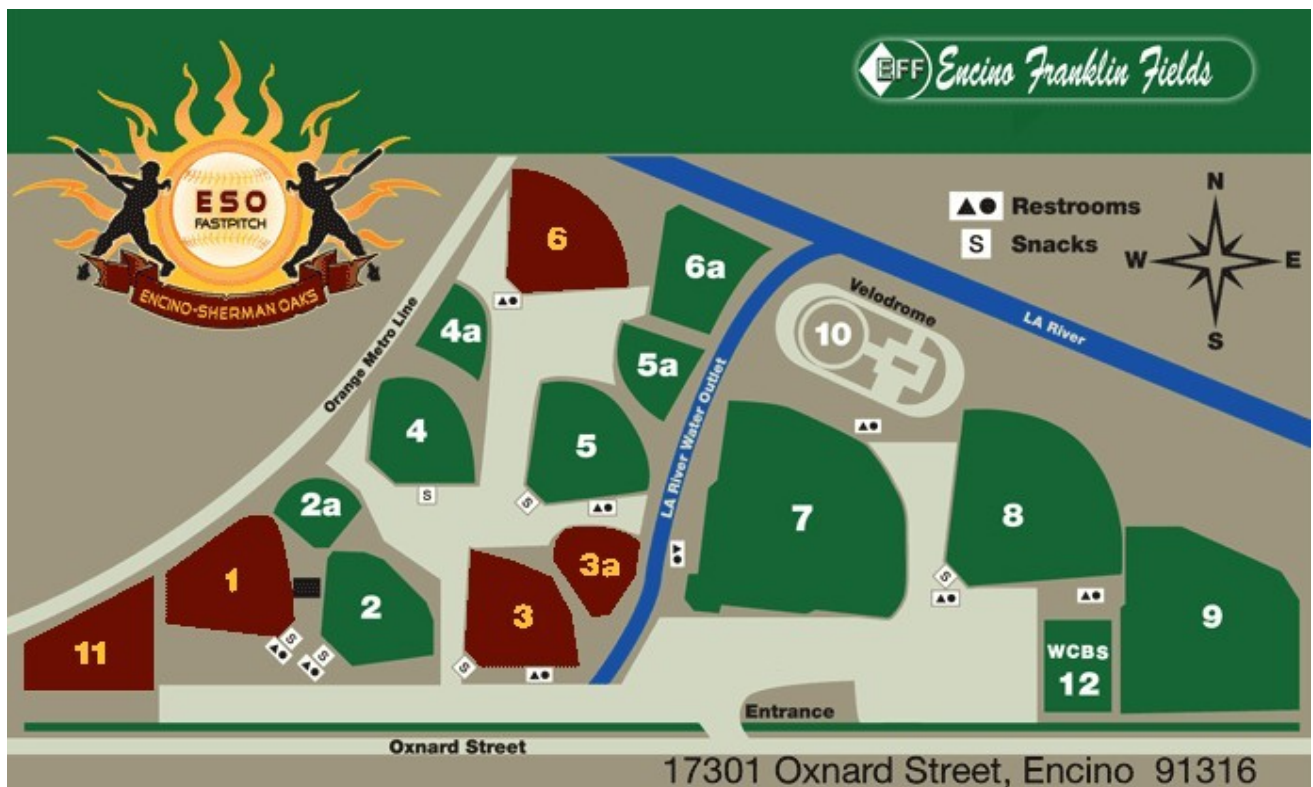 EFF Encino Franklin Fields
ESO
FASTPITCH
ENCINO-SHERMAN OAKS
▲● Restrooms
S Snacks
N
W E
S
6
6a
Velodrome
10
LA River
4a
5a
Orange Metro Line
LA River Water Outlet
4
5
S
S
7
8
2a
1
2
3
3a
S
9
11
S
S
S
WCBS
12
Entrance
Oxnard Street
17301 Oxnard Street, Encino 91316